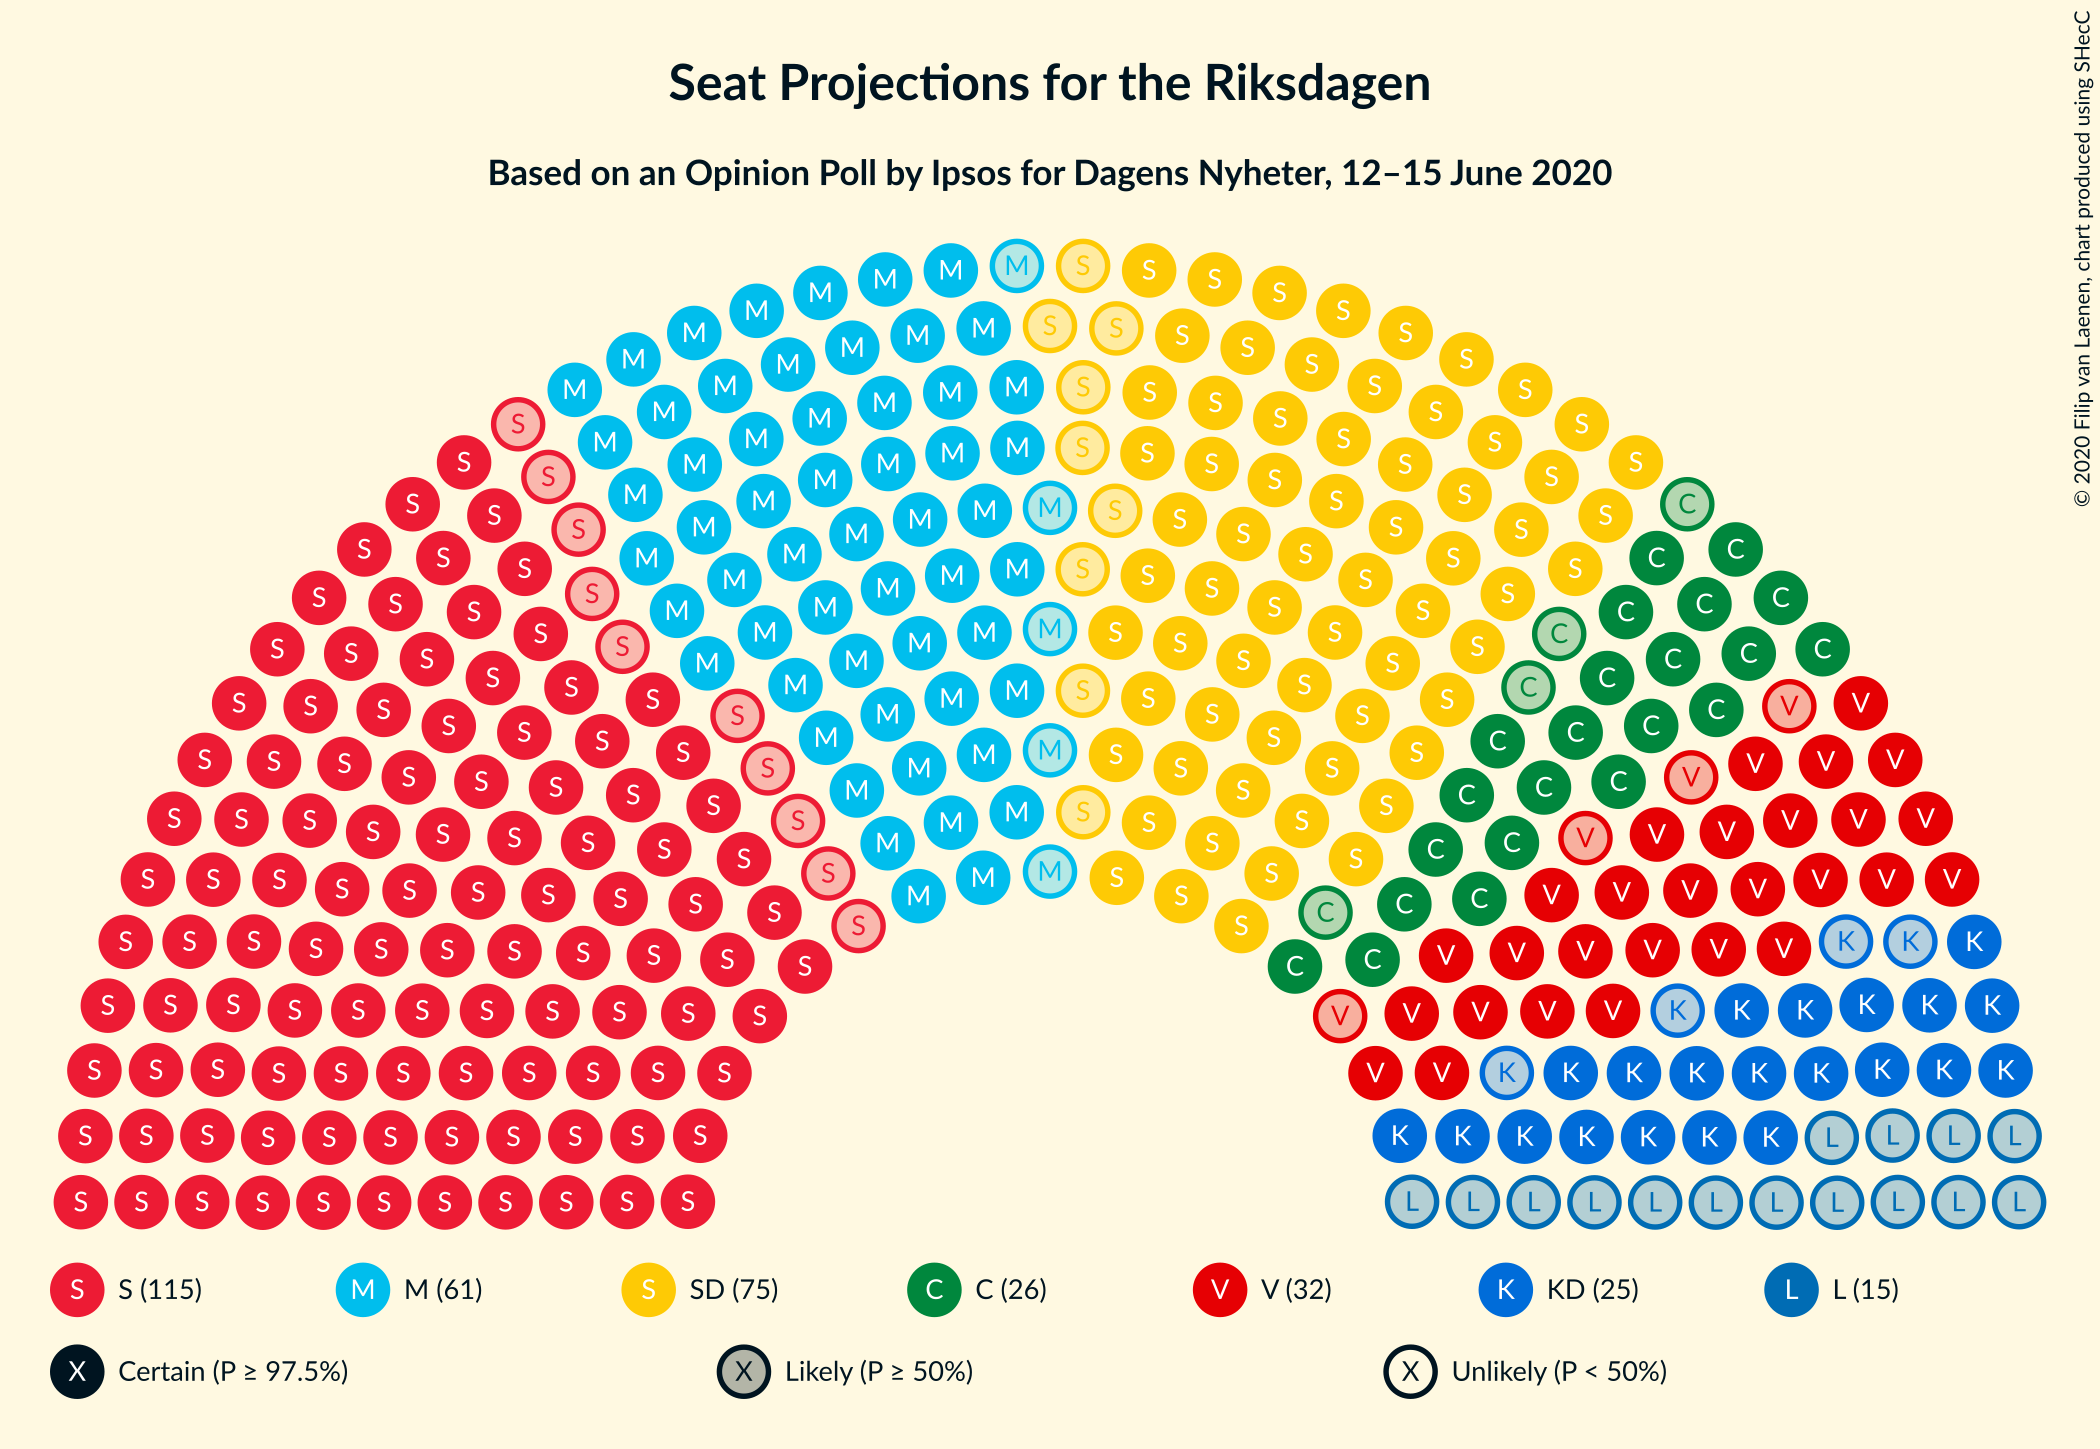 Seat Projections for the Riksdagen
Based on an Opinion Poll by Ipsos for Dagens Nyheter, 12–15 June 2020
© 2020 Filip van Laenen, chart produced using SHecC
S S (115) M M (61) S SD (75) C C (26) V V (32) K KD (25) L L (15)
X Certain (P ≥ 97.5%) X Likely (P ≥ 50%) X Unlikely (P < 50%)